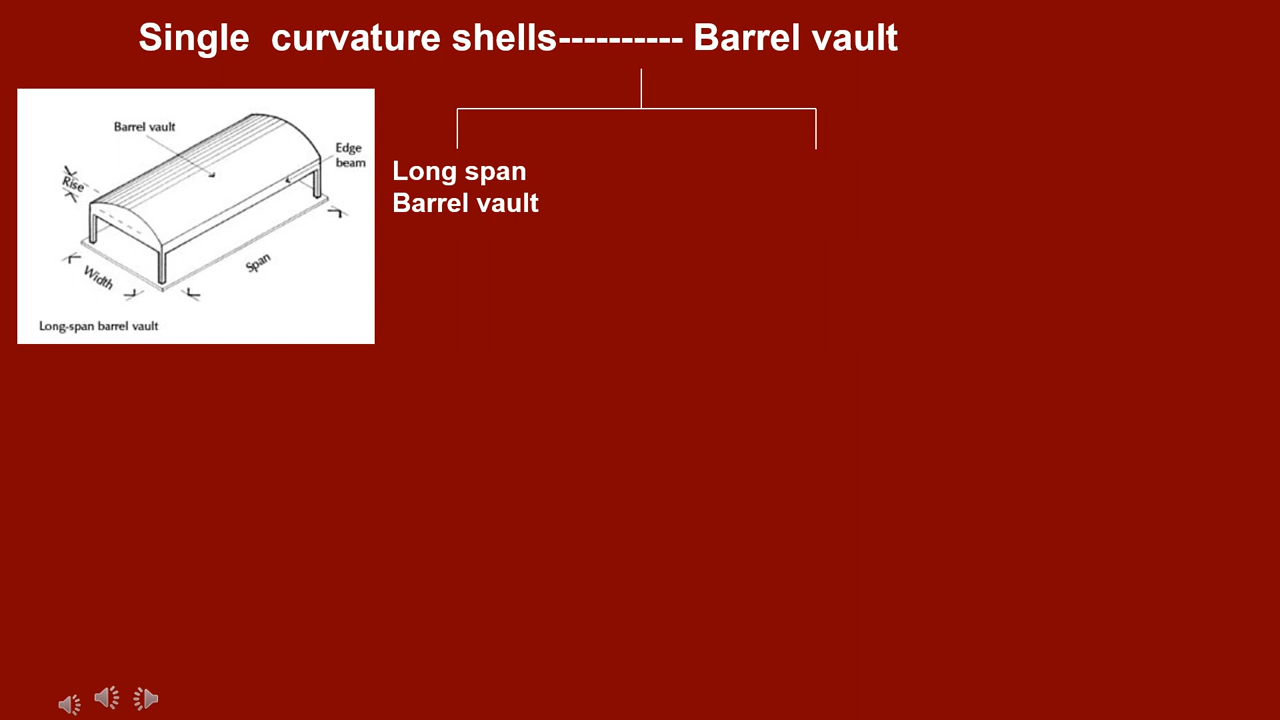 Single  curvature shells---------- Barrel vault
Barrel vault
Edge
beam
Rise
Width
Span
Long-span barrel vault
Long span
Barrel vault